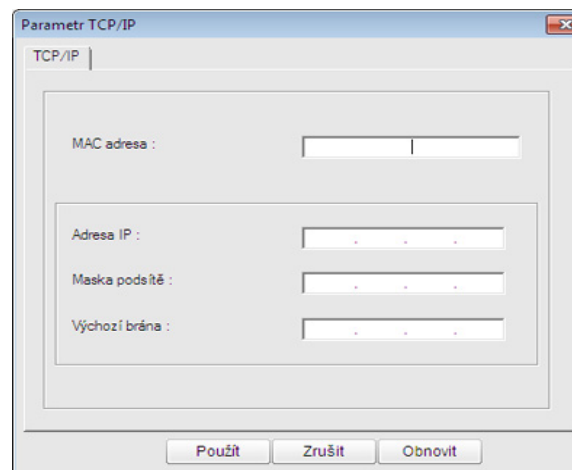 Parametr TCP/IP
TCP/IP
MAC adresa :
Adresa IP :
Maska podsítě :
Výchozí brána :
Použít Zrušit Obnovit